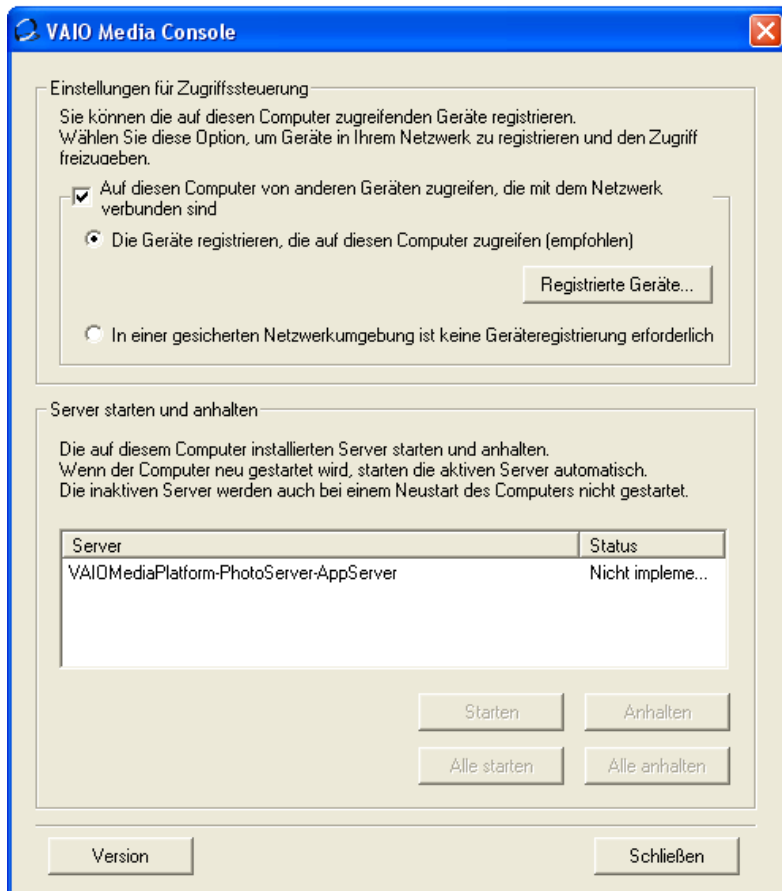 VAIO Media Console
Einstellungen für Zugriffssteuerung
Sie können die auf diesen Computer zugreifenden Geräte registrieren.
Wählen Sie diese Option, um Geräte in Ihrem Netzwerk zu registrieren und den Zugriff
freizugeben.
Auf diesen Computer von anderen Geräten zugreifen, die mit dem Netzwerk
verbunden sind
Die Geräte registrieren, die auf diesen Computer zugreifen (empfohlen)
Registrierte Geräte...
In einer gesicherten Netzwerkumgebung ist keine Geräteregistrierung erforderlich
Server starten und anhalten
Die auf diesem Computer installierten Server starten und anhalten.
Wenn der Computer neu gestartet wird, starten die aktiven Server automatisch.
Die inaktiven Server werden auch bei einem Neustart des Computers nicht gestartet.
Server Status
VAIOMediaPlatform-PhotoServer-AppServer Nicht impleme...
Starten Anhalten
Alle starten Alle anhalten
Version Schließen